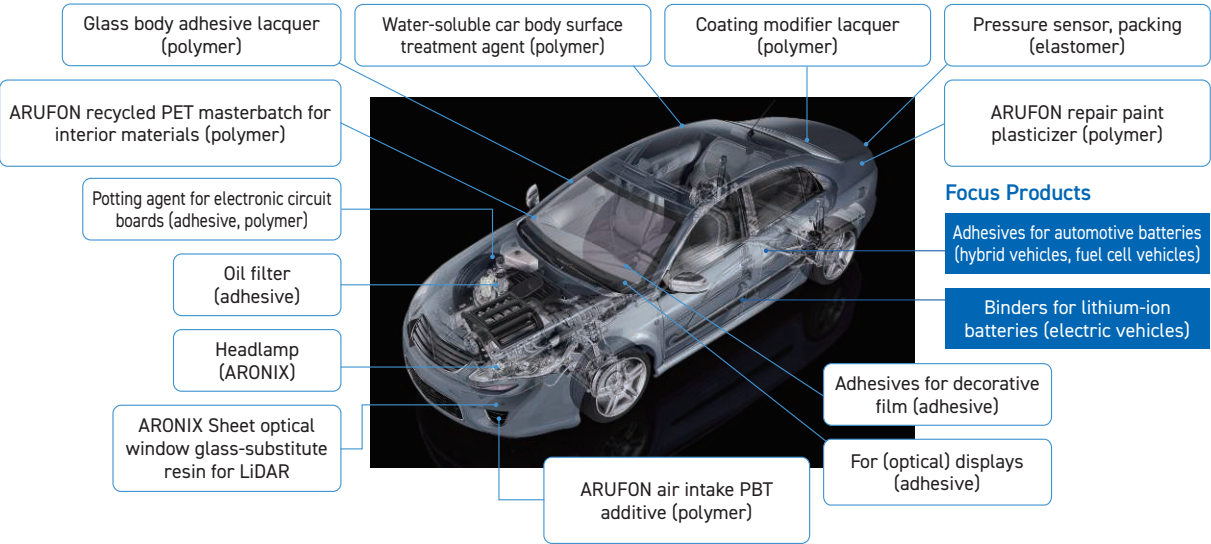 Glass body adhesive lacquer
(polymer)
Water-soluble car body surface
treatment agent (polymer)
Coating modifier lacquer
(polymer)
Pressure sensor, packing
(elastomer)
ARUFON recycled PET masterbatch for
interior materials (polymer)
ARUFON repair paint
plasticizer (polymer)
Potting agent for electronic circuit
boards (adhesive, polymer)
Focus Products
Adhesives for automotive batteries
(hybrid vehicles, fuel cell vehicles)
Oil filter
(adhesive)
Binders for lithium-ion
batteries (electric vehicles)
Headlamp
(ARONIX)
Adhesives for decorative
film (adhesive)
ARONIX Sheet optical
window glass-substitute
resin for LiDAR
For (optical) displays
(adhesive)
ARUFON air intake PBT
additive (polymer)